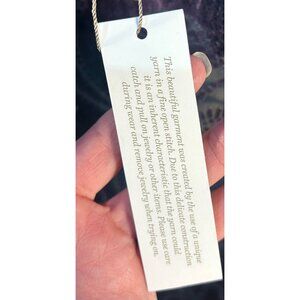 This beautiful garment was created by the use of a unique
yarn in a fine open stitch. Due to this delicate construction
it is an inherent characteristic that the yarn could
catch and pull on jewelry or other items. Please use care
during wear and remove jewelry when trying on.